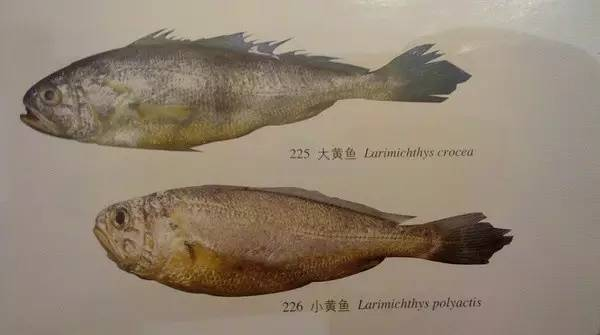 225 大黄鱼 Larimichthys crocea
226 小黄鱼 Larimichthys polyactis